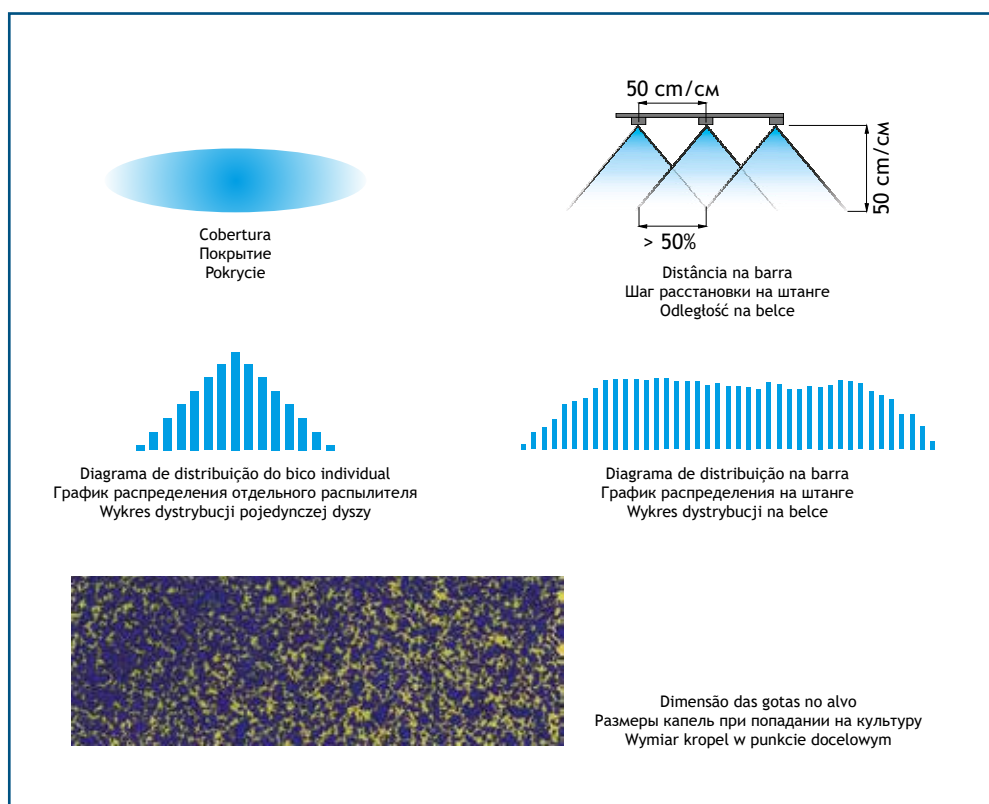 50 cm/см
50 cm/см
> 50%
Cobertura
Покрытие
Pokrycie
Distância na barra
Шаг расстановки на штанге
Odległość na belce
Diagrama de distribuição do bico individual
График распределения отдельного распылителя
Wykres dystrybucji pojedynczej dyszy
Diagrama de distribuição na barra
График распределения на штанге
Wykres dystrybucji na belce
Dimensão das gotas no alvo
Размеры капель при попадании на культуру
Wymiar kropel w punkcie docelowym